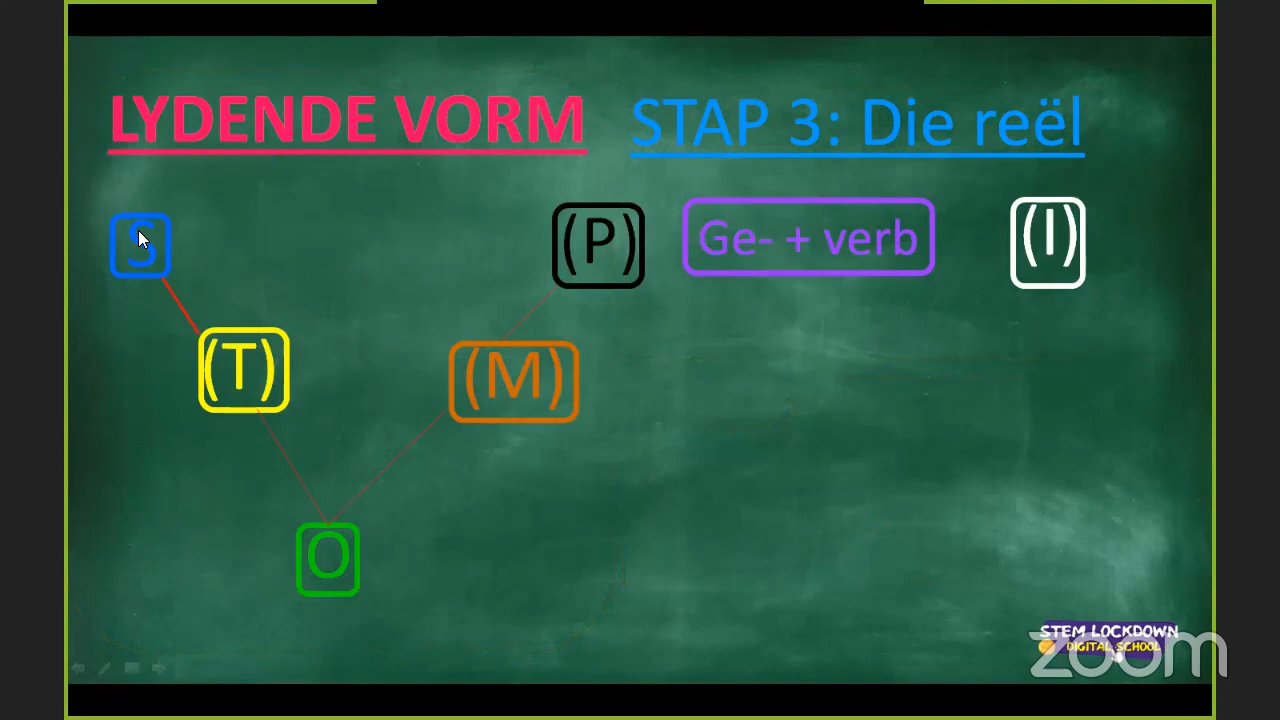 LYDENDE VORM STAP 3: Die reël
S (P) Ge- + verb (I)
(T) (M)
O
STEM LOCKDOWN
DIGITAL SCHOOL
zoom